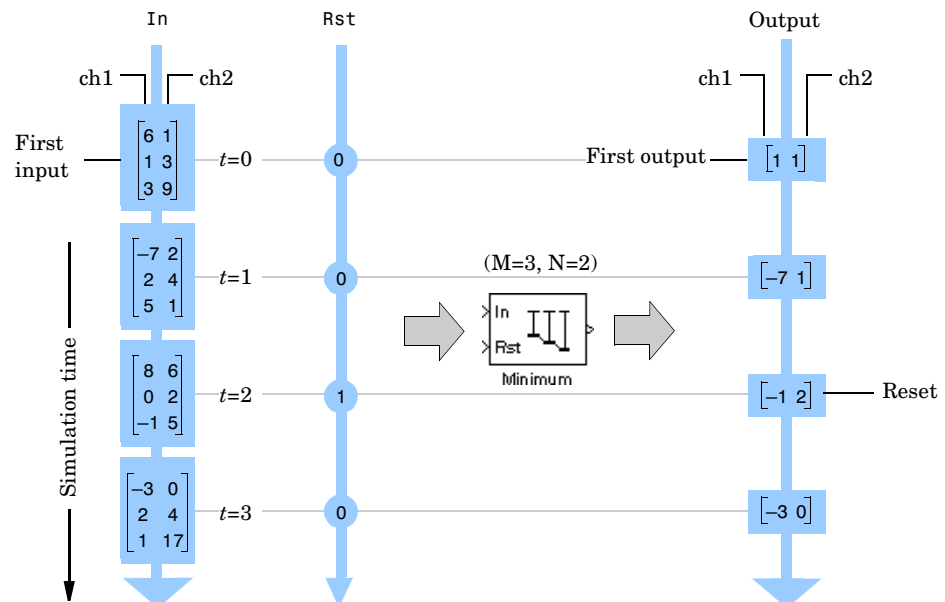 In Rst Output
ch1 ch2 ch1 ch2
First input
6 1
1 3
3 9
t=0
0
First output
1 1
−7 2
2 4
5 1
t=1
0
(M=3, N=2)
−7 1
In
Rst
Minimum
8 6
0 2
−1 5
t=2
1
−1 2
Reset
Simulation time
−3 0
2 4
1 17
t=3
0
−3 0